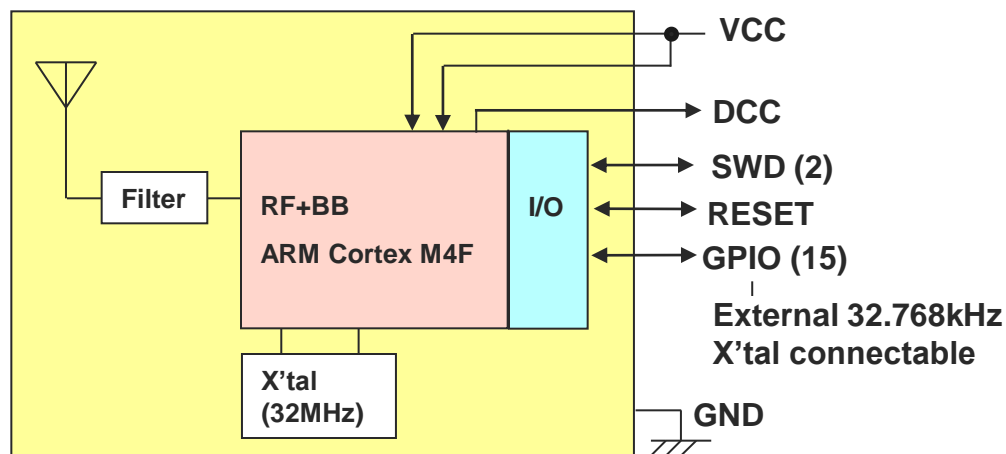 VCC
DCC
SWD (2)
RESET
GPIO (15)
External 32.768kHz
X'tal connectable
GND
Filter
RF+BB
ARM Cortex M4F
I/O
X'tal
(32MHz)